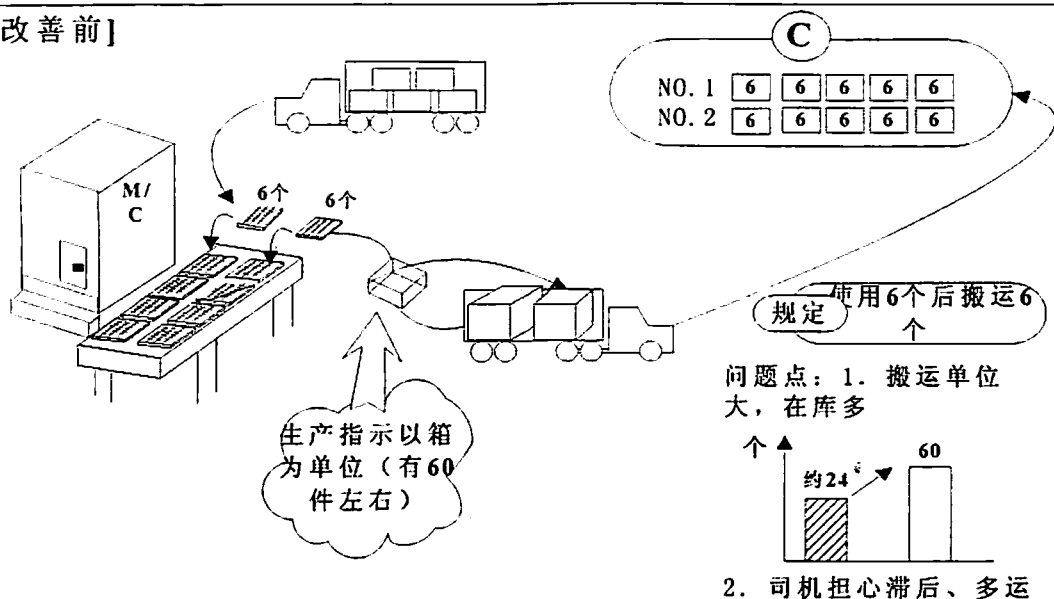 改善前]
C
NO. 1 6 6 6 6 6
NO. 2 6 6 6 6 6
M/
C
6个
6个
规定
使用6个后搬运6
个
生产指示以箱
为单位（有60
件左右）
问题点：1. 搬运单位
大，在库多
个
约24
60
2. 司机担心滞后、多运